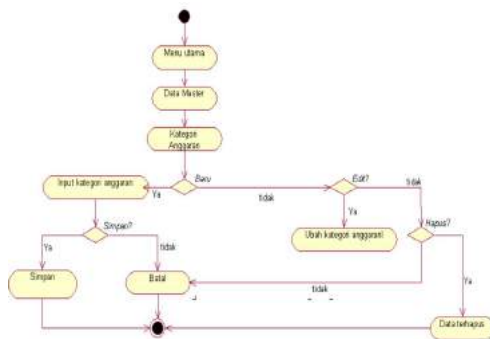 Menu utama
Data Master
Kategori
Anggaran
Baru
Input kategori anggaran
Ya
tidak
Edit?
tidak
Simpan?
Ya
Ubah kategori anggaran
Hapus?
Ya
tidak
Simpan
Batal
tidak
Ya
Data terhapus